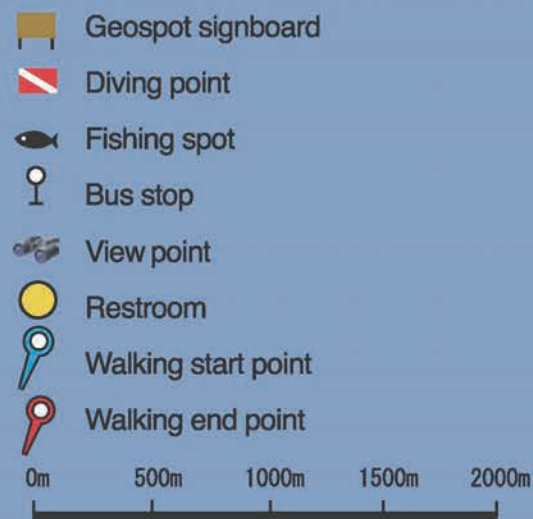 Geospot signboard
Diving point
Fishing spot
Bus stop
View point
Restroom
Walking start point
Walking end point
0m 500m 1000m 1500m 2000m